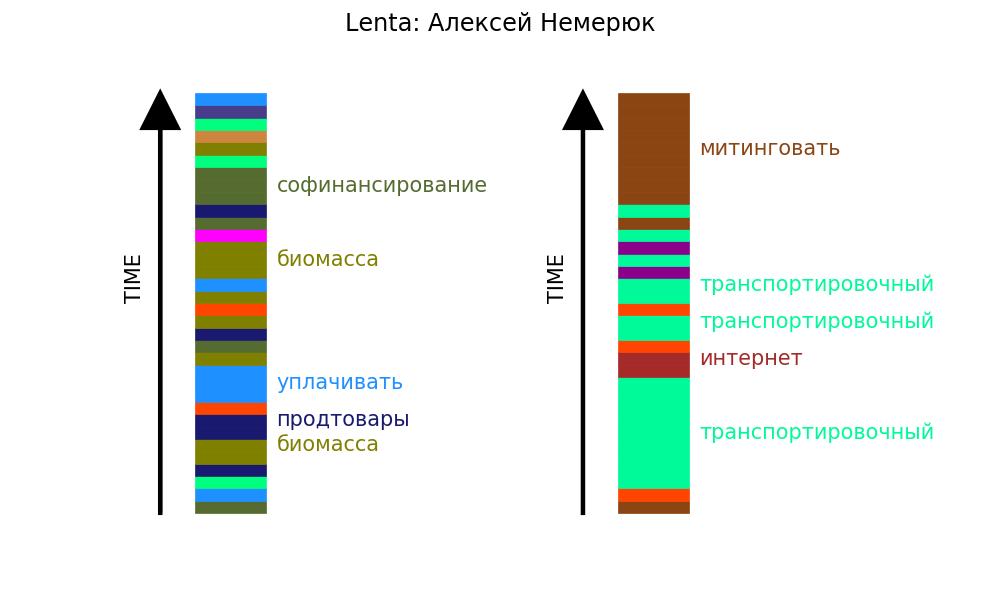 Lenta: Алексей Немерюк
TIME
софинансирование
биомасса
уплачивать
продтовары
биомасса
TIME
митинговать
транспортировочный
транспортировочный
интернет
транспортировочный